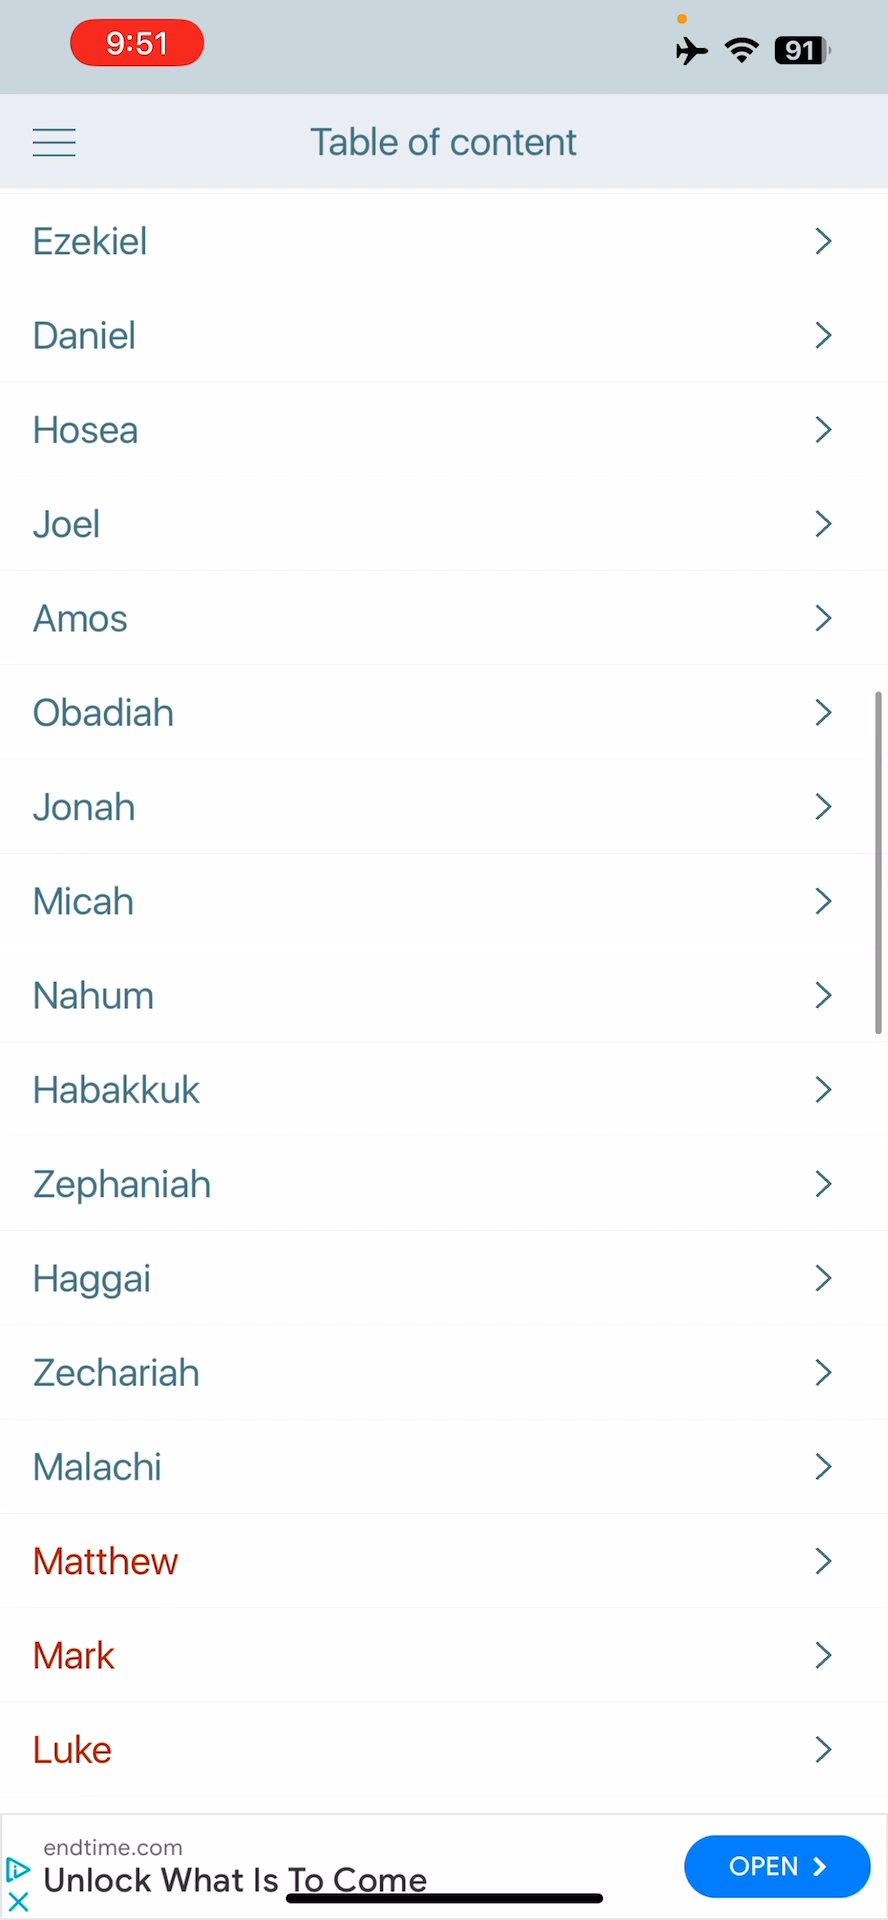 9:51
91
Table of content
Ezekiel
Daniel
Hosea
Joel
Amos
Obadiah
Jonah
Micah
Nahum
Habakkuk
Zephaniah
Haggai
Zechariah
Malachi
Matthew
Mark
Luke
endtime.com
Unlock What Is To Come
OPEN